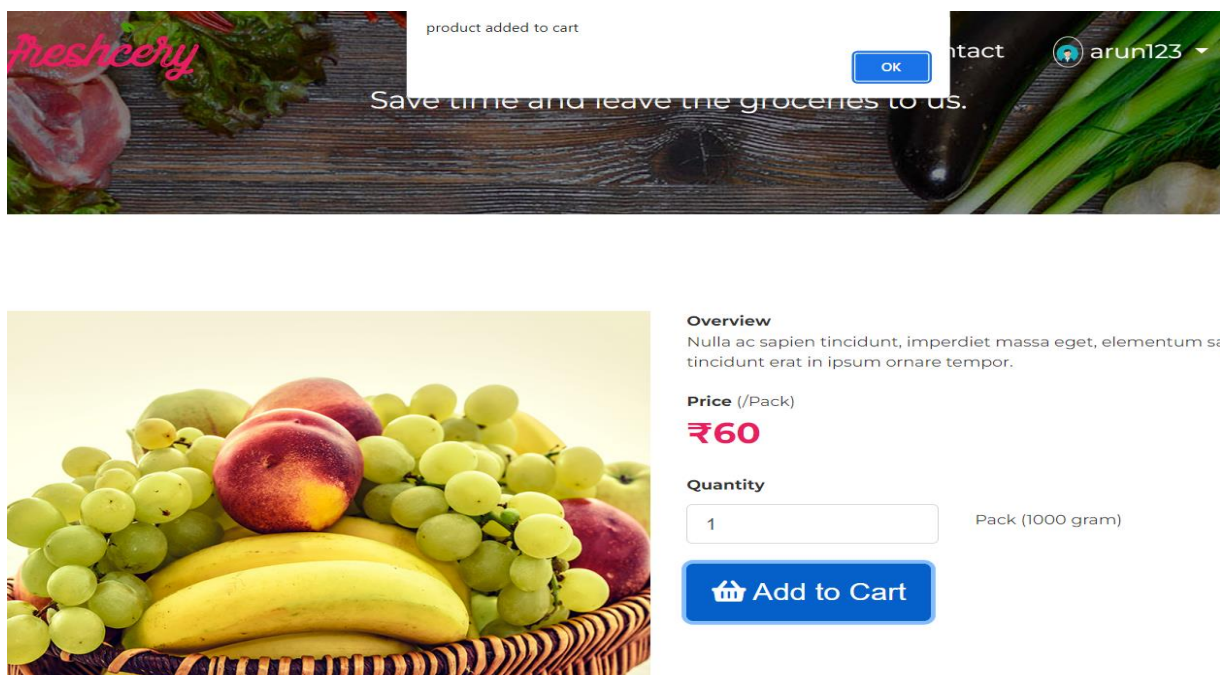 freshcery
product added to cart
OK
ntact
arun123
Save time and leave the groceries to us.
Overview
Nulla ac sapien tincidunt, imperdiet massa eget, elementum sa
tincidunt erat in ipsum ornare tempor.
Price (/Pack)
₹60
Quantity
1
Pack (1000 gram)
Add to Cart